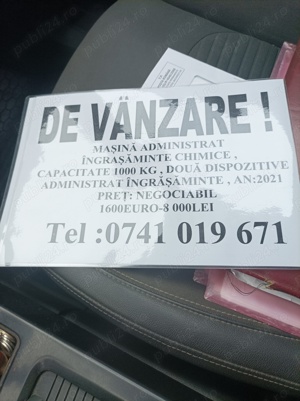 DE VÂNZARE !
MAȘINĂ ADMINISTRAT
ÎNGRAȘĂMINTE CHIMICE ,
CAPACITATE 1000 KG , DOUĂ DISPOZITIVE
ADMINISTRAT ÎNGRĂȘĂMINTE , AN:2021
PREȚ: NEGOCIABIL
1600EURO-8 000LEI
Tel :0741 019 671